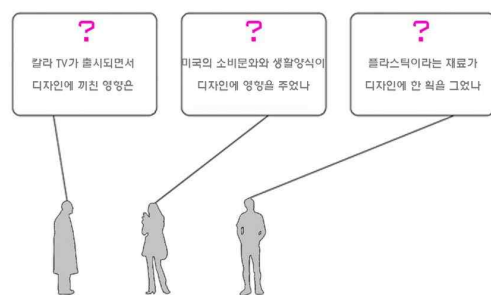 ?
칼라 TV가 출시되면서
디자인에 끼친 영향은
?
미국의 소비문화와 생활양식이
디자인에 영향을 주었나
?
플라스틱이라는 재료가
디자인에 한 획을 그었나